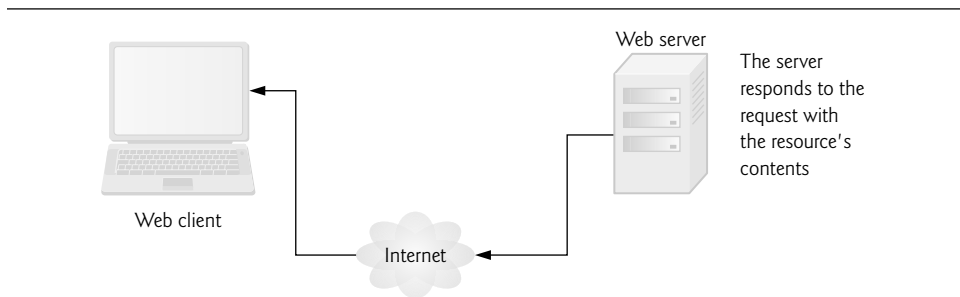 Web server
The server
responds to the
request with
the resource's
contents
Web client
Internet